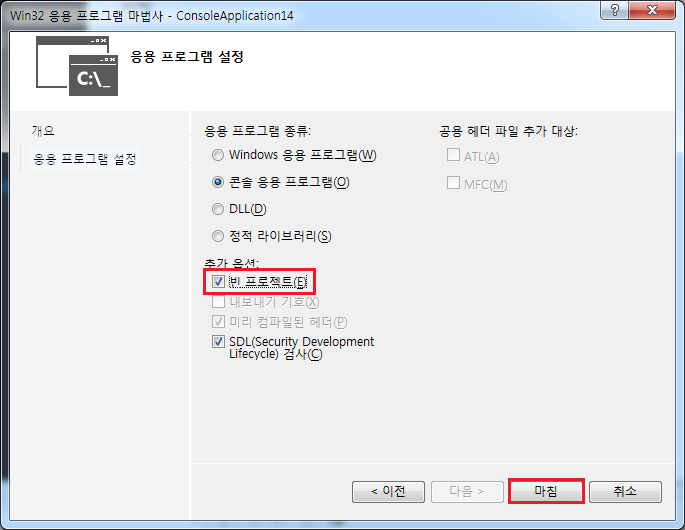 Win32 응용 프로그램 마법사 - ConsoleApplication14
?
C:\_
응용 프로그램 설정
개요
응용 프로그램 설정
응용 프로그램 종류:
Windows 응용 프로그램(W)
콘솔 응용 프로그램(O)
DLL(D)
정적 라이브러리(S)
추가 옵션:
빈 프로젝트(E)
내보내기 기호(X)
미리 컴파일된 헤더(P)
SDL(Security Development
Lifecycle) 검사(C)
공용 헤더 파일 추가 대상:
ATL(A)
MFC(M)
< 이전
다음 >
마침
취소